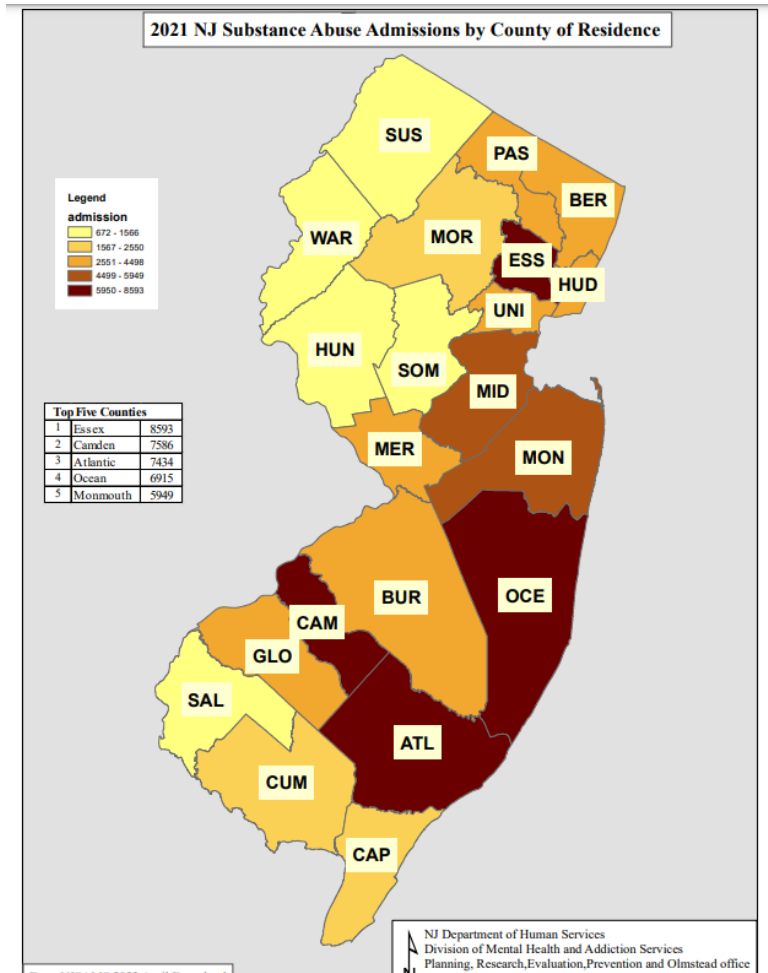 2021 NJ Substance Abuse Admissions by County of Residence
SUS
PAS
BER
Legend
admission
672 - 1566
1567 - 2550
2551 - 4498
4499 - 5949
5950 - 8593
WAR
MOR
ESS
HUD
UNI
HUN
SOM
MID
Top Five Counties
1 Essex 8593
2 Camden 7586
3 Atlantic 7434
4 Ocean 6915
5 Monmouth 5949
MER
MON
BUR
OCE
CAM
GLO
SAL
ATL
CUM
CAP
NJ Department of Human Services
Division of Mental Health and Addiction Services
Planning, Research,Evaluation,Prevention and Olmstead office